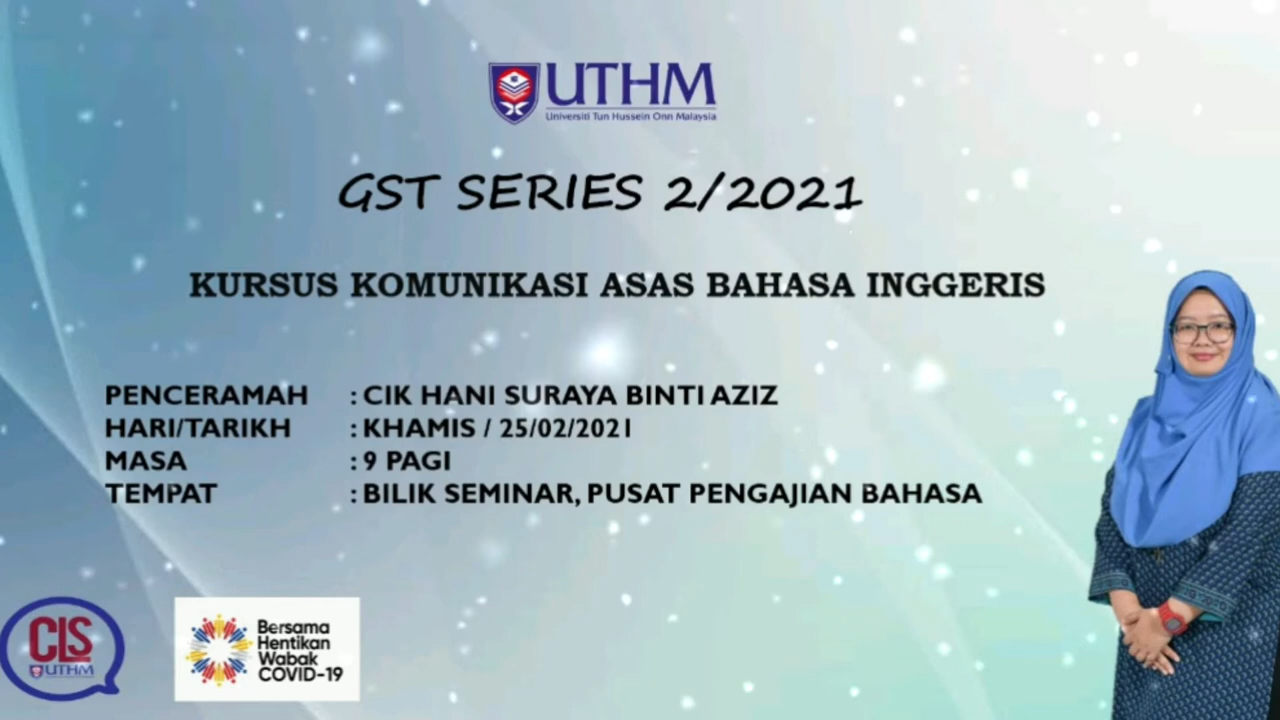 UTHM
Universiti Tun Hussein Onn Malaysia
GST SERIES 2/2021
KURSUS KOMUNIKASI ASAS BAHASA INGGERIS
PENCERAMAH : CIK HANI SURAYA BINTI AZIZ
HARI/TARIKH : KHAMIS / 25/02/2021
MASA : 9 PAGI
TEMPAT : BILIK SEMINAR, PUSAT PENGAJIAN BAHASA
CLS
UTHM
Bersama
Hentikan
Wabak
COVID-19